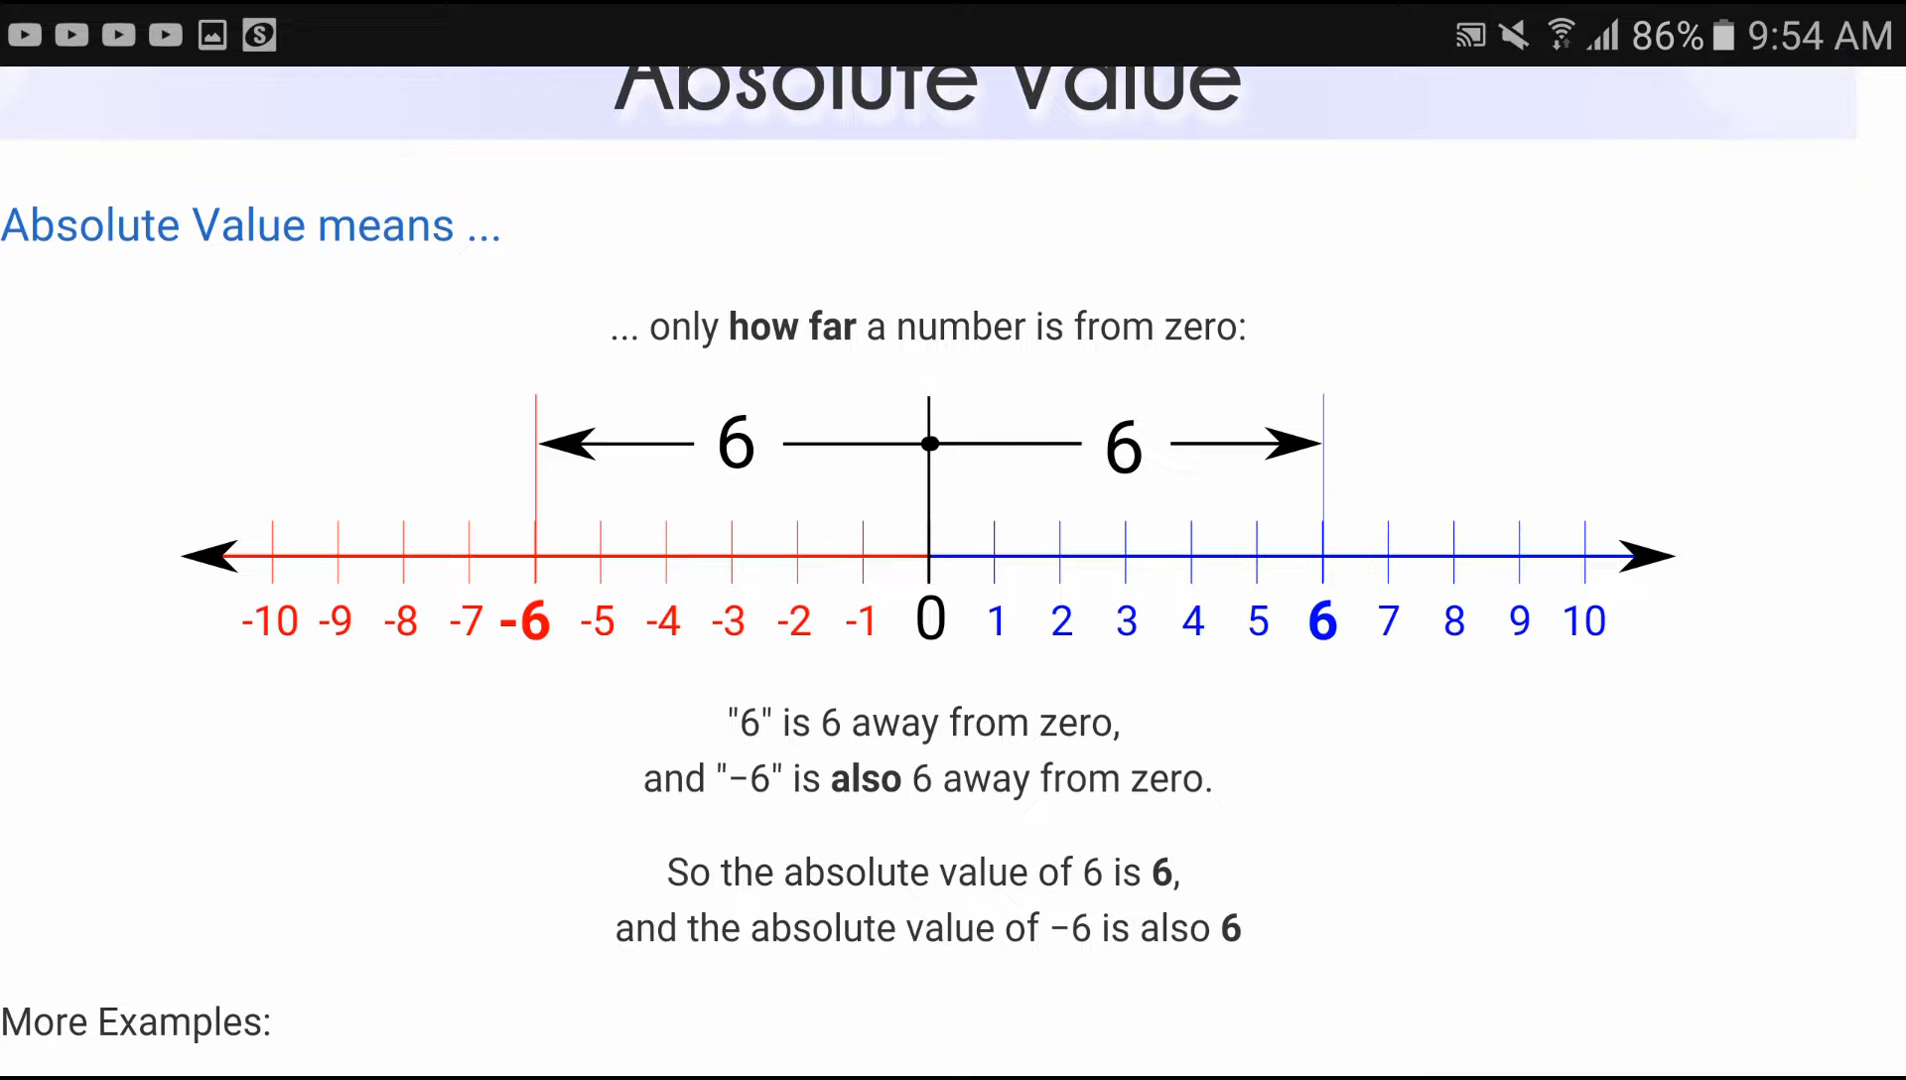 86% 9:54 AM
Absolute Value
Absolute Value means ...
... only how far a number is from zero:
6 6
-10 -9 -8 -7 -6 -5 -4 -3 -2 -1 0 1 2 3 4 5 6 7 8 9 10
"6" is 6 away from zero,
and "−6" is also 6 away from zero.
So the absolute value of 6 is 6,
and the absolute value of −6 is also 6
More Examples: